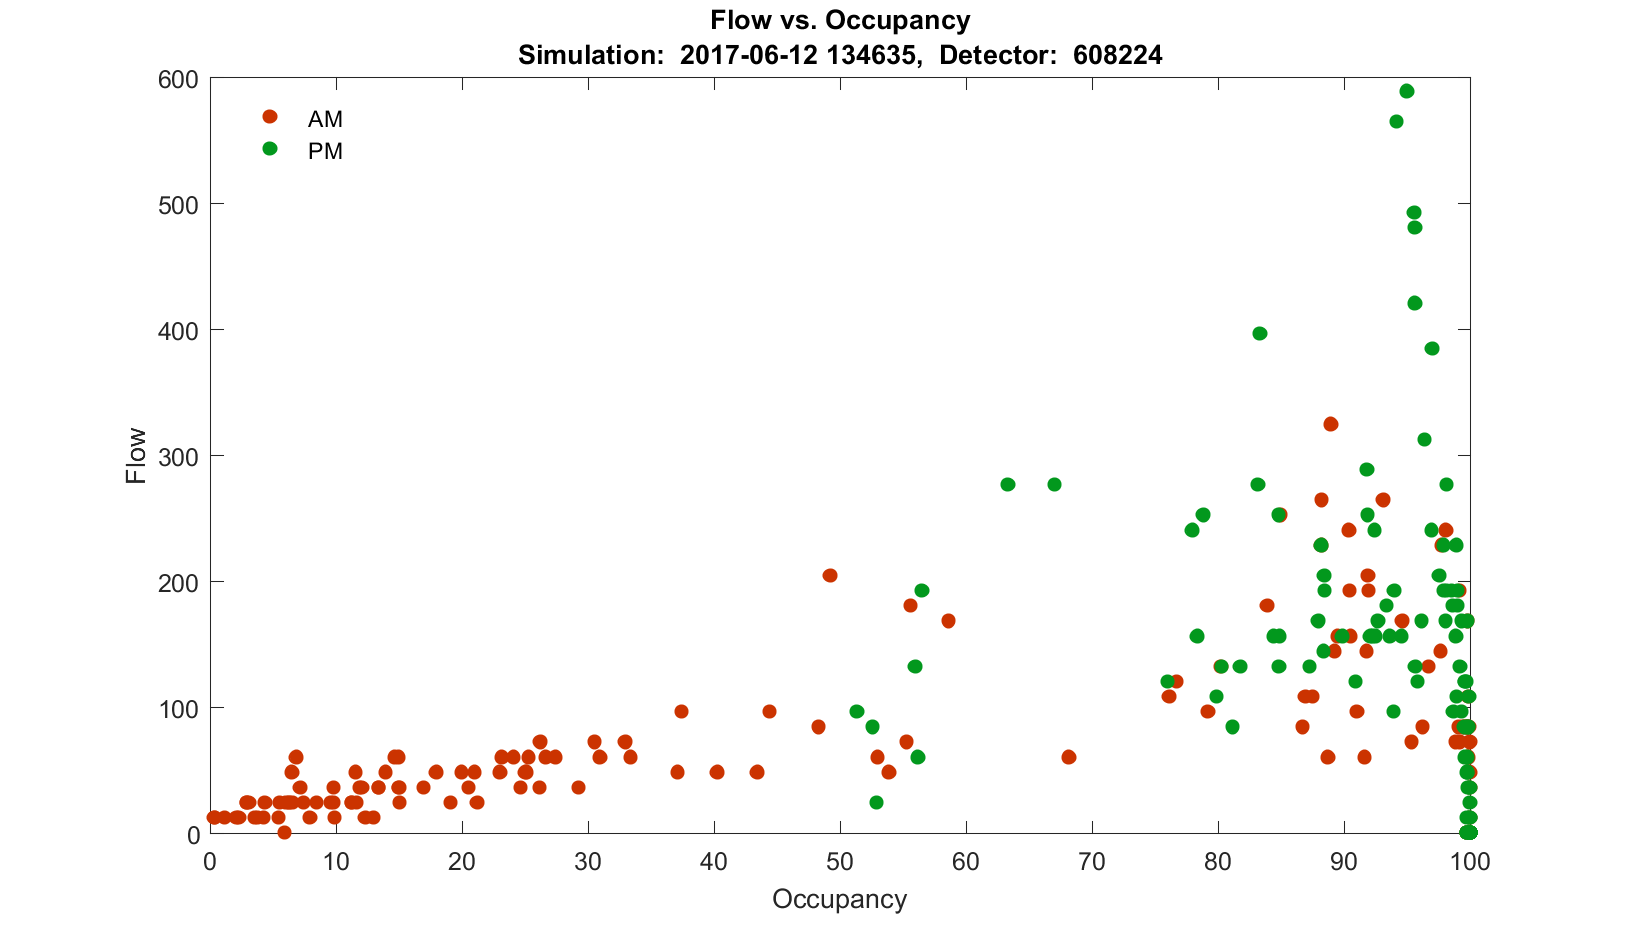 Flow vs. Occupancy
Simulation:  2017-06-12 134635,  Detector:  608224
600
500
400
300
200
100
0
Flow
AM
PM
0 10 20 30 40 50 60 70 80 90 100
Occupancy